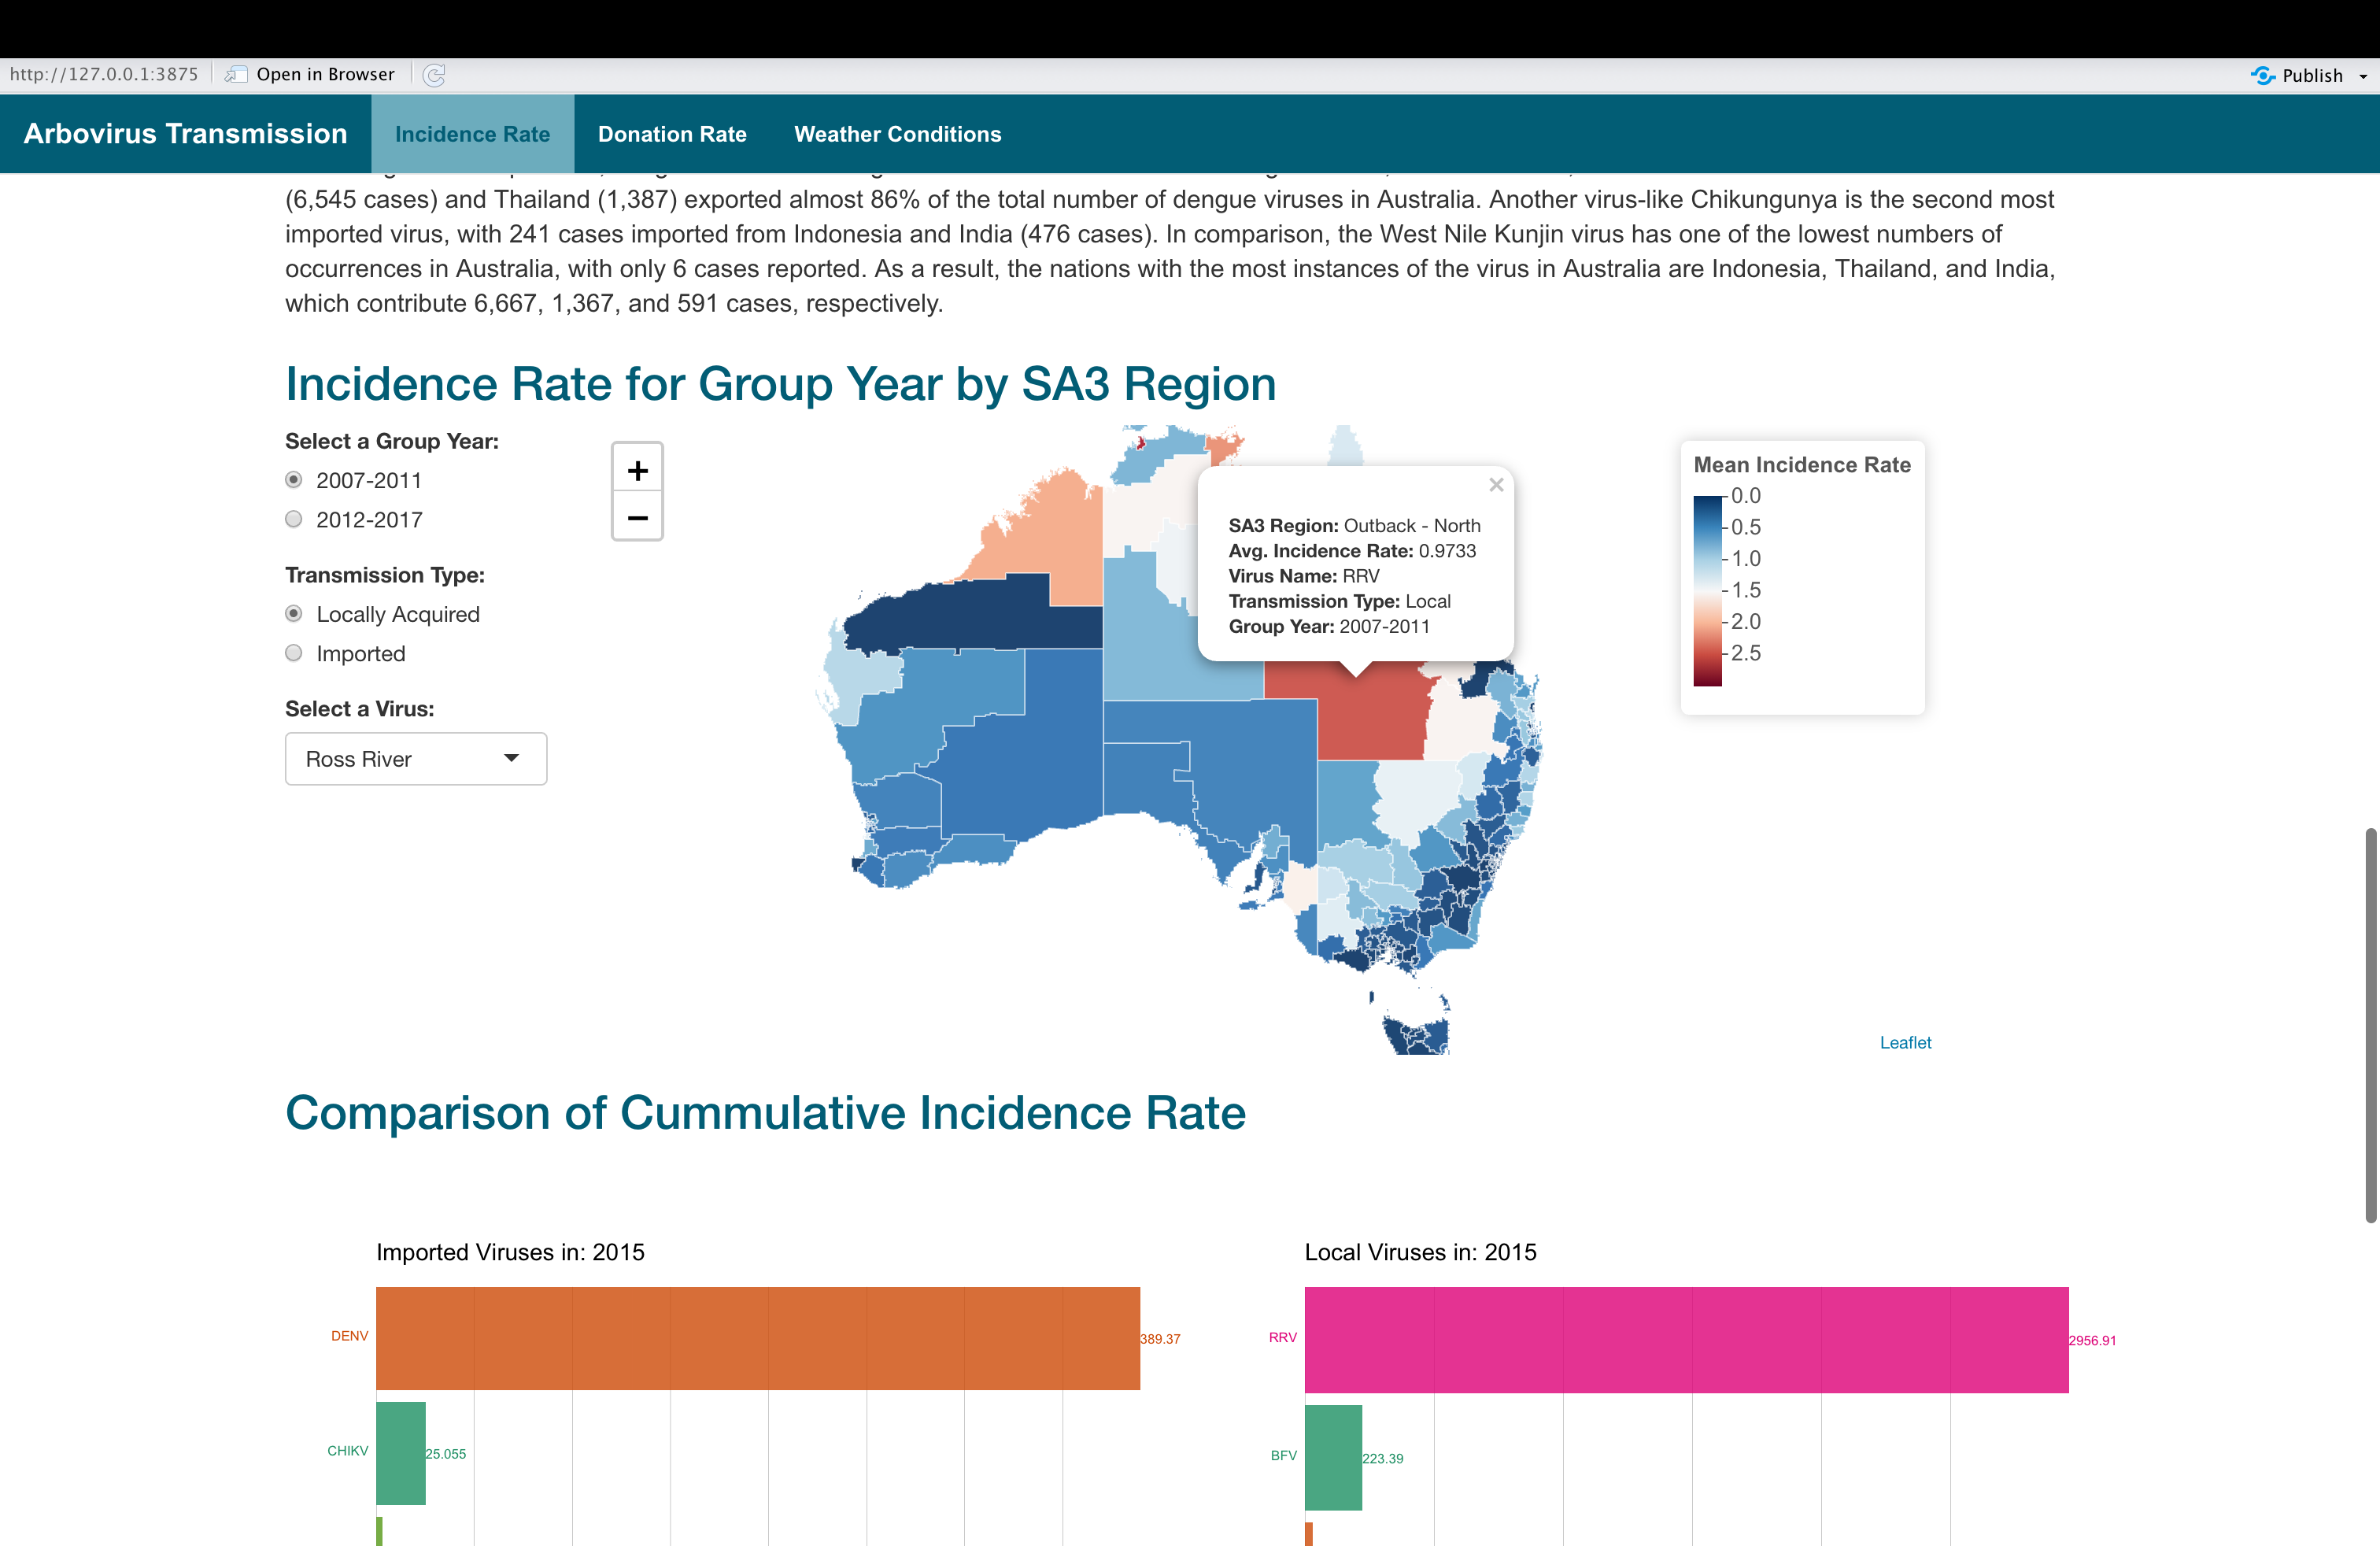 http://127.0.0.1:3875
Open in Browser
Publish
Arbovirus Transmission
Incidence Rate
Donation Rate
Weather Conditions
(6,545 cases) and Thailand (1,387) exported almost 86% of the total number of dengue viruses in Australia. Another virus-like Chikungunya is the second most
imported virus, with 241 cases imported from Indonesia and India (476 cases). In comparison, the West Nile Kunjin virus has one of the lowest numbers of
occurrences in Australia, with only 6 cases reported. As a result, the nations with the most instances of the virus in Australia are Indonesia, Thailand, and India,
which contribute 6,667, 1,367, and 591 cases, respectively.
Incidence Rate for Group Year by SA3 Region
Select a Group Year:
2007-2011
2012-2017
Transmission Type:
Locally Acquired
Imported
Select a Virus:
Ross River
+
−
×
SA3 Region: Outback - North
Avg. Incidence Rate: 0.9733
Virus Name: RRV
Transmission Type: Local
Group Year: 2007-2011
Mean Incidence Rate
0.0
0.5
1.0
1.5
2.0
2.5
Leaflet
Comparison of Cummulative Incidence Rate
Imported Viruses in: 2015
DENV
389.37
CHIKV
25.055
Local Viruses in: 2015
RRV
2956.91
BFV
223.39